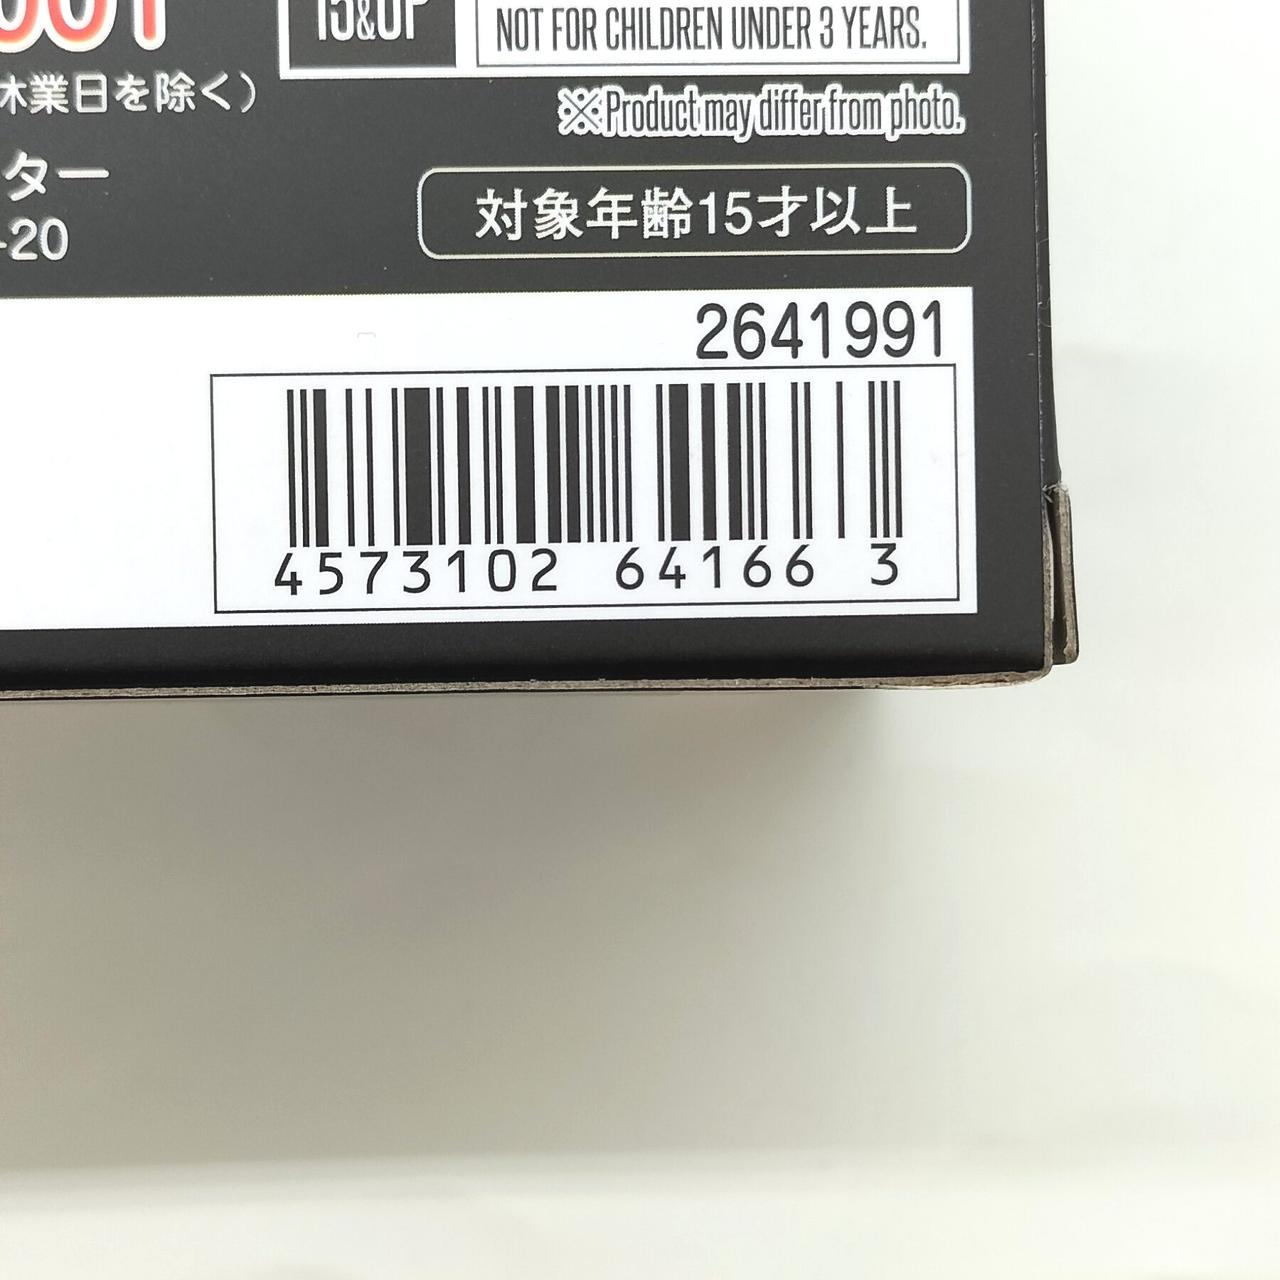 15&UP
NOT FOR CHILDREN UNDER 3 YEARS.
休業日を除く）
※Product may differ from photo.
ター
-20
対象年齢15才以上
2641991
4573102 64166 3